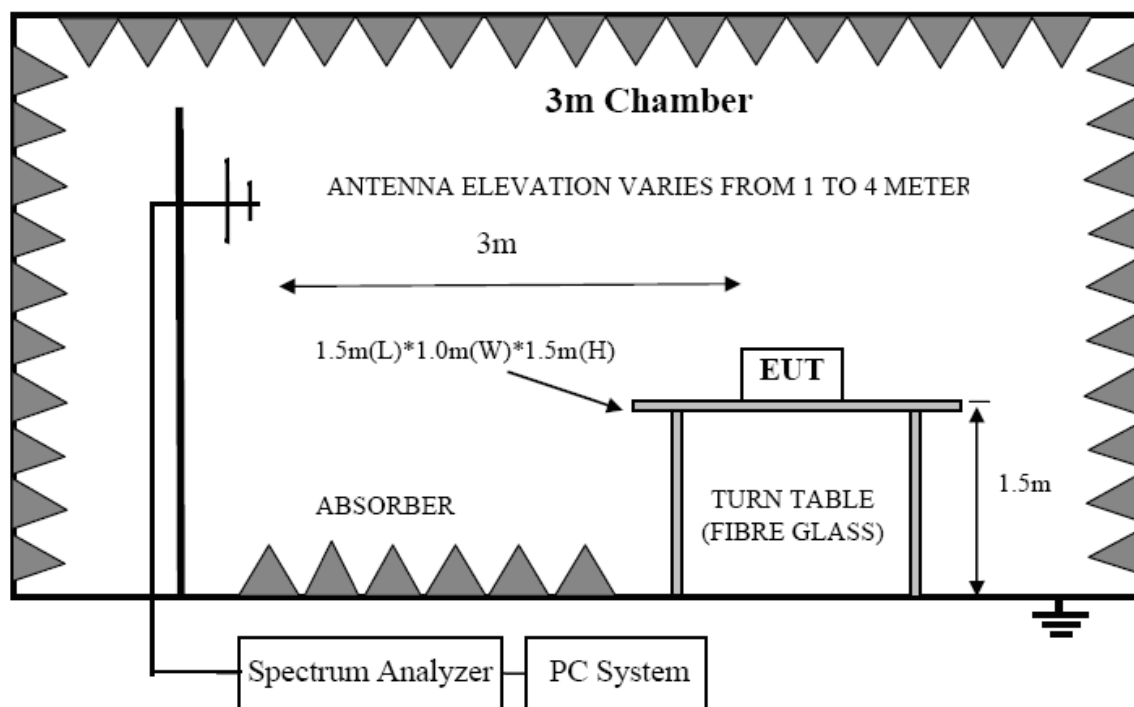 3m Chamber
ANTENNA ELEVATION VARIES FROM 1 TO 4 METER
3m
1.5m(L)*1.0m(W)*1.5m(H)
EUT
1.5m
ABSORBER
TURN TABLE
(FIBRE GLASS)
Spectrum Analyzer
PC System